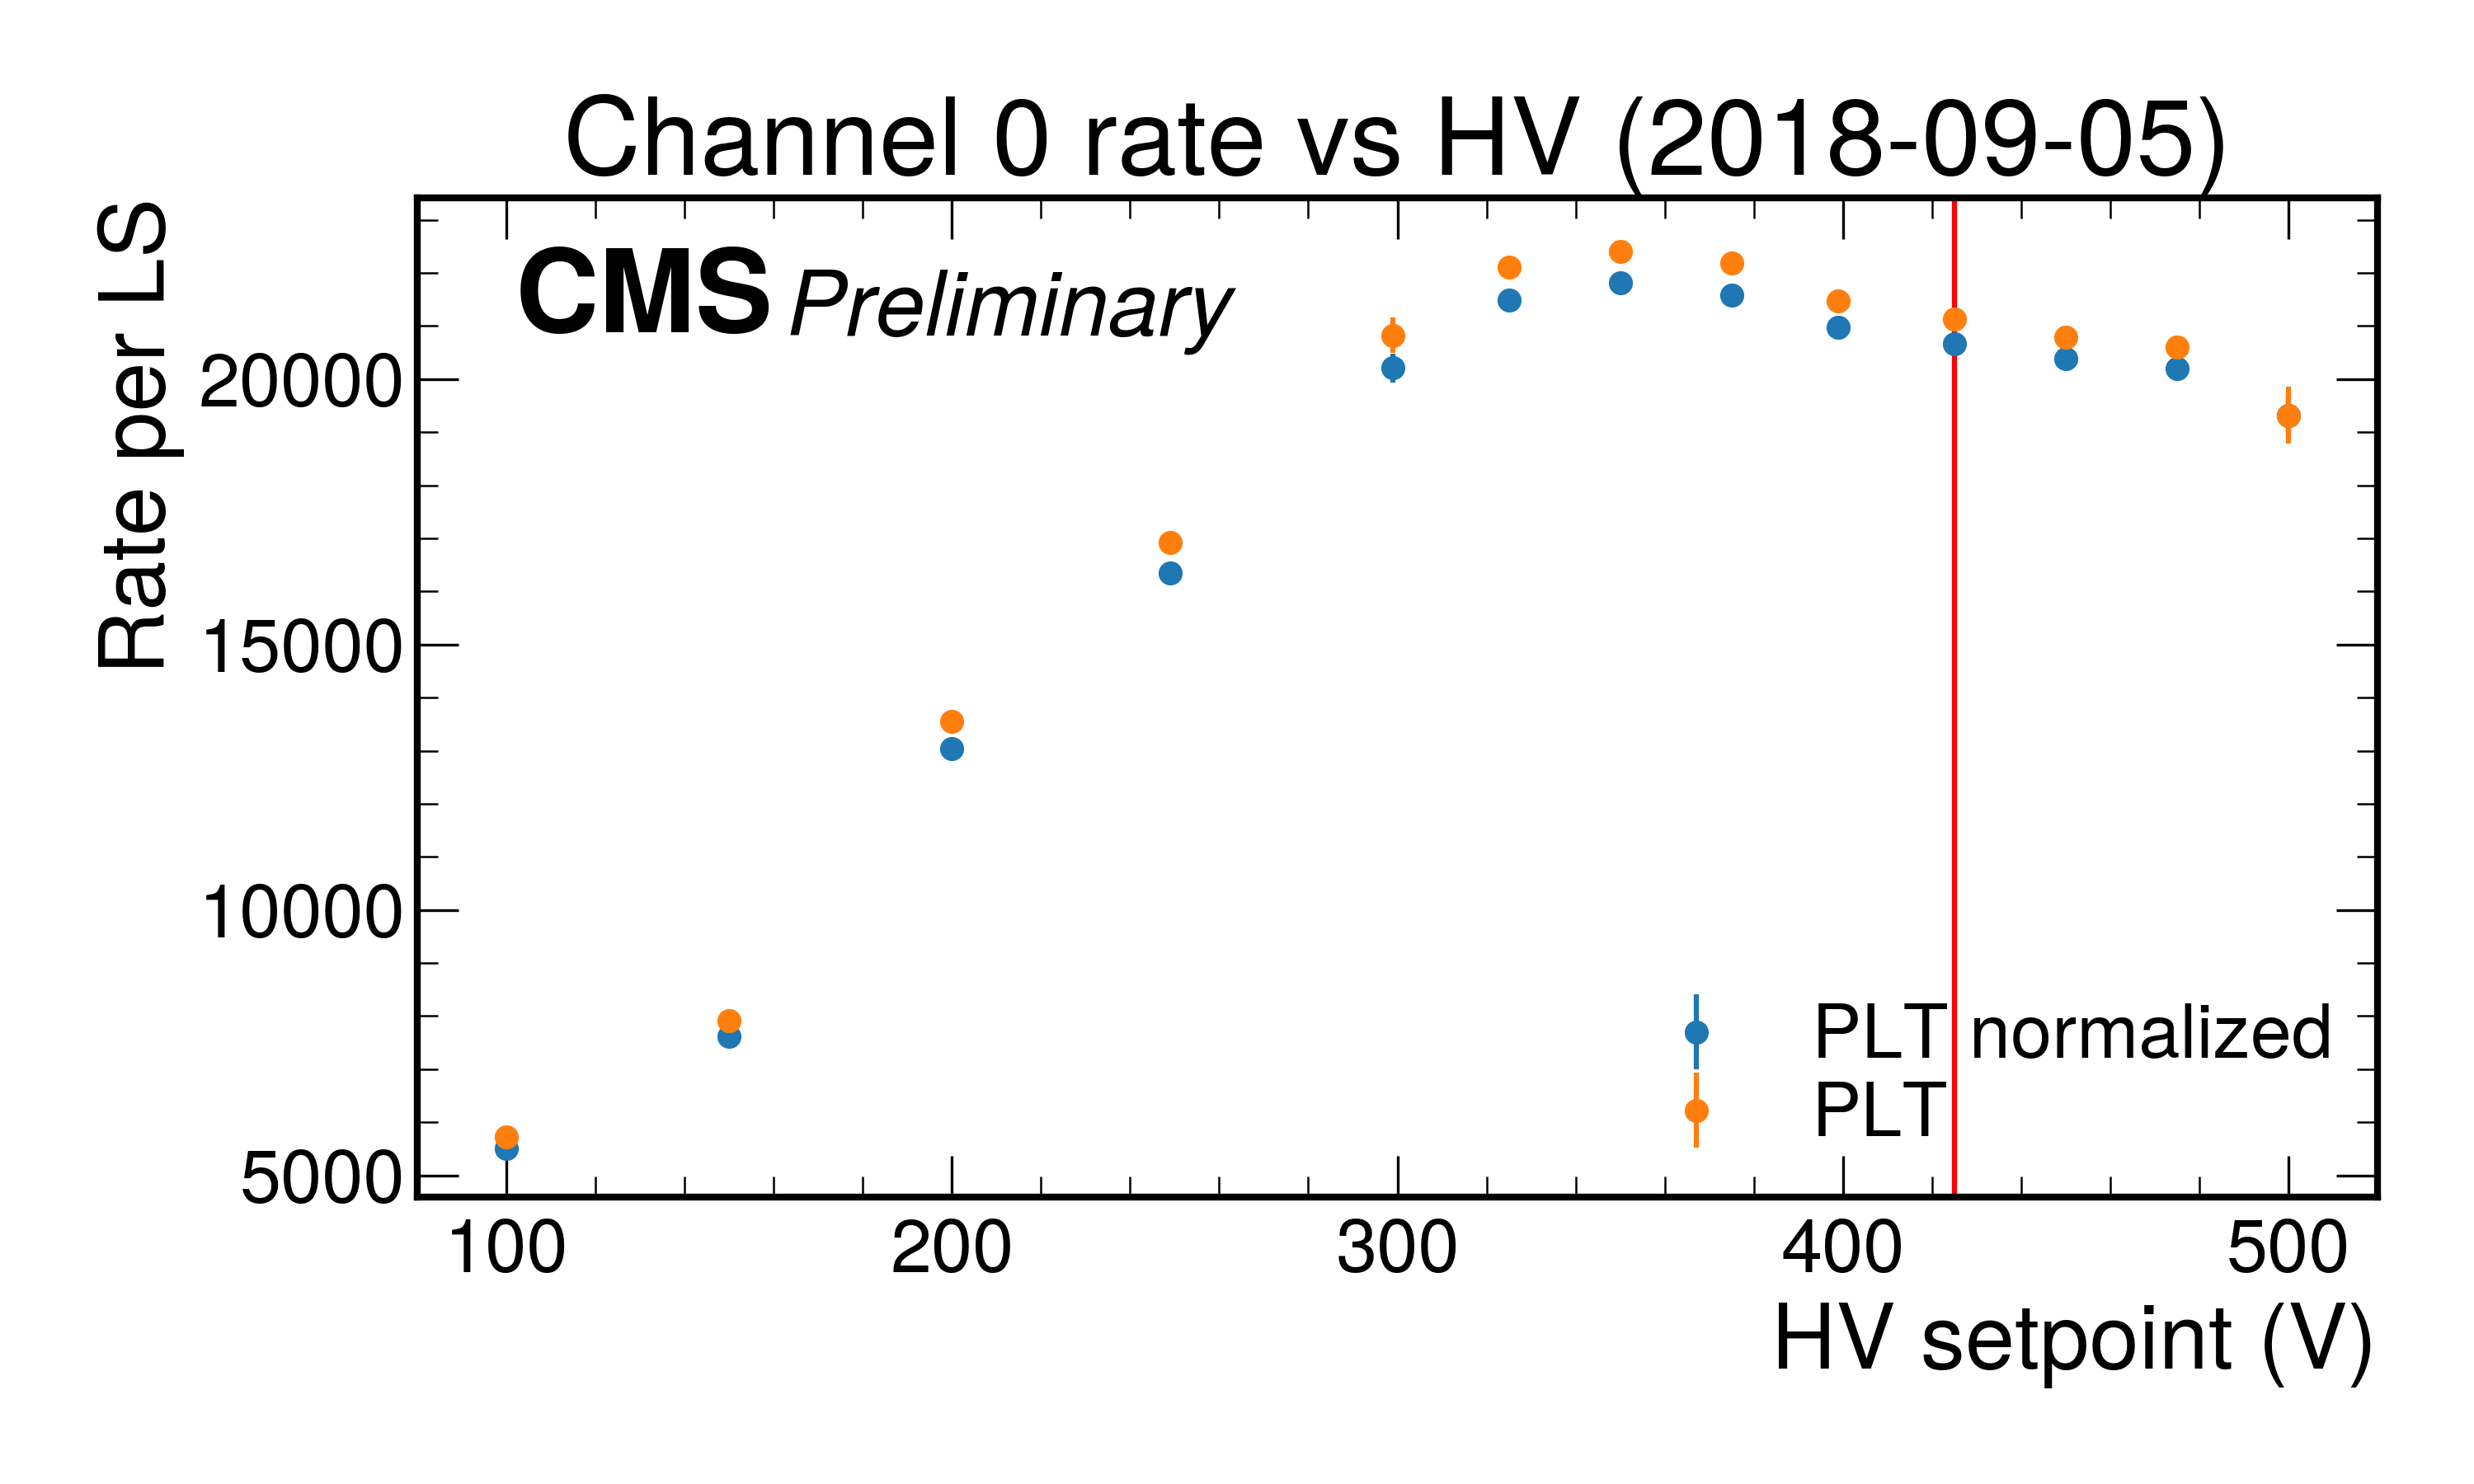 Channel 0 rate vs HV (2018-09-05)
CMS Preliminary
Rate per LS
20000
15000
10000
5000
PLT normalized
PLT
100 200 300 400 500
HV setpoint (V)